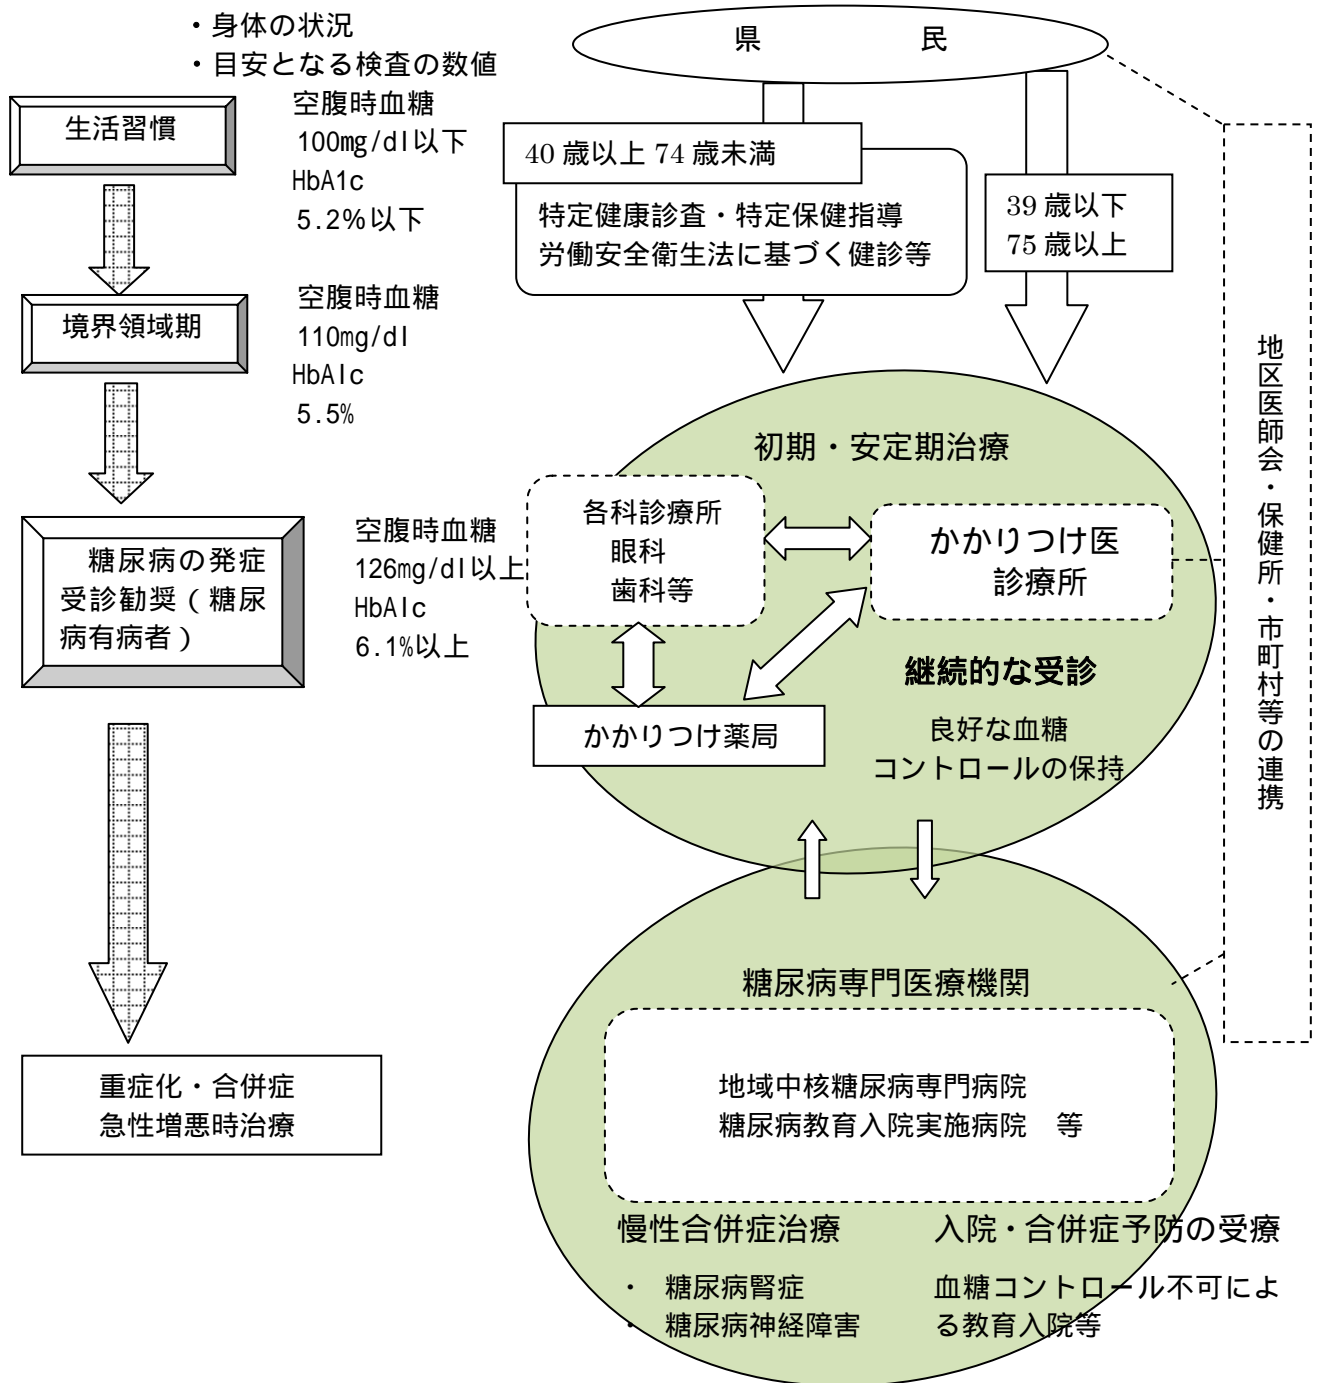 ・身体の状況
・目安となる検査の数値
生活習慣
空腹時血糖
100mg/dl以下
HbA1c
5.2%以下
境界領域期
空腹時血糖
110mg/dl
HbAlc
5.5%
糖尿病の発症
受診勧奨（糖尿
病有病者）
空腹時血糖
126mg/dl以上
HbAlc
6.1%以上
重症化・合併症
急性増悪時治療
県　民
40 歳以上 74 歳未満
特定健康診査・特定保健指導
労働安全衛生法に基づく健診等
39 歳以下
75 歳以上
初期・安定期治療
各科診療所
眼科
歯科等
かかりつけ医
診療所
かかりつけ薬局
継続的な受診
良好な血糖
コントロールの保持
糖尿病専門医療機関
地域中核糖尿病専門病院
糖尿病教育入院実施病院　等
慢性合併症治療
・ 糖尿病腎症
・ 糖尿病神経障害
入院・合併症予防の受療
血糖コントロール不可によ
る教育入院等
地区医師会・保健所・市町村等の連携